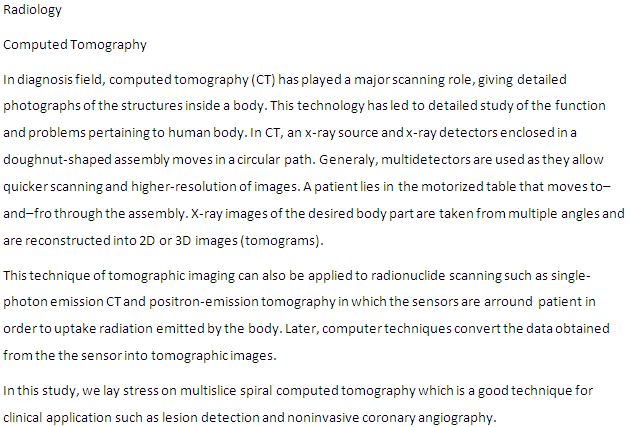 Radiology
Computed Tomography
In diagnosis field, computed tomography (CT) has played a major scanning role, giving detailed
photographs of the structures inside a body. This technology has led to detailed study of the function
and problems pertaining to human body. In CT, an x-ray source and x-ray detectors enclosed in a
doughnut-shaped assembly moves in a circular path. Generaly, multidetectors are used as they allow
quicker scanning and higher-resolution of images. A patient lies in the motorized table that moves to–
and–fro through the assembly. X-ray images of the desired body part are taken from multiple angles and
are reconstructed into 2D or 3D images (tomograms).
This technique of tomographic imaging can also be applied to radionuclide scanning such as single-
photon emission CT and positron-emission tomography in which the sensors are arround patient in
order to uptake radiation emitted by the body. Later, computer techniques convert the data obtained
from the the sensor into tomographic images.
In this study, we lay stress on multislice spiral computed tomography which is a good technique for
clinical application such as lesion detection and noninvasive coronary angiography.